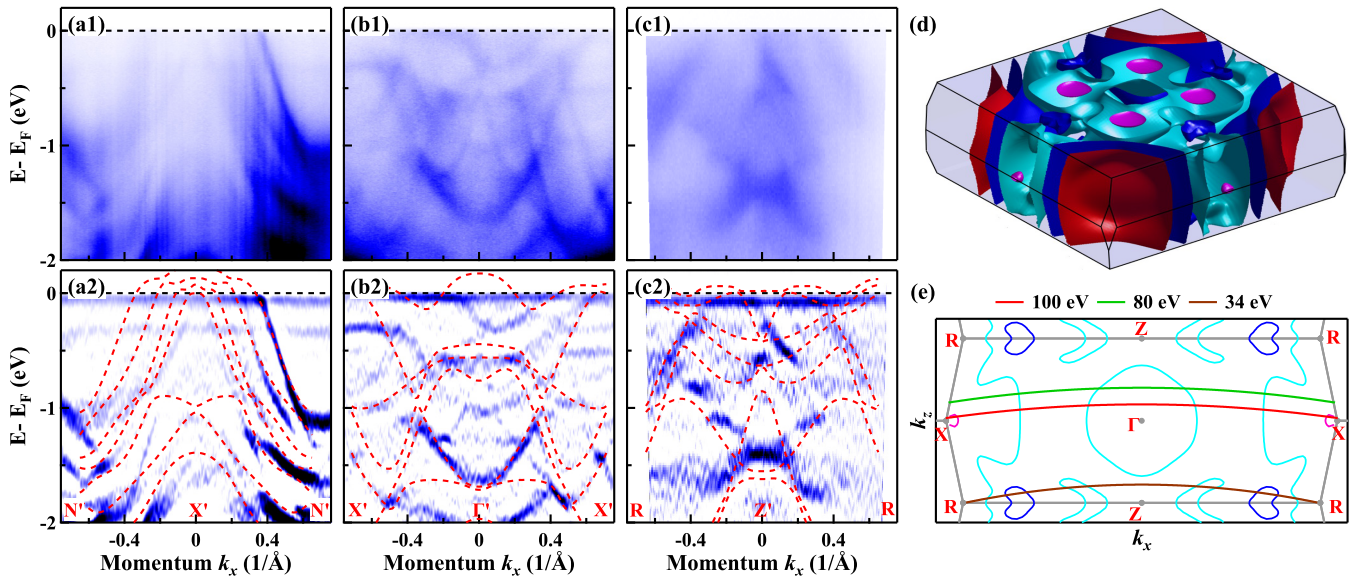 (a1)
(b1)
(c1)
(d)
0
-1
-2
E- E_F (eV)
(a2)
(b2)
(c2)
0
-1
-2
E- E_F (eV)
N'
X'
N'
X'
Γ'
X'
R
Z'
R
-0.4
0
0.4
-0.4
0
0.4
-0.4
0
0.4
Momentum k_x (1/Å)
Momentum k_x (1/Å)
Momentum k_x (1/Å)
(e)
100 eV
80 eV
34 eV
R
Z
R
X
Γ
X
R
Z
R
k_z
k_x